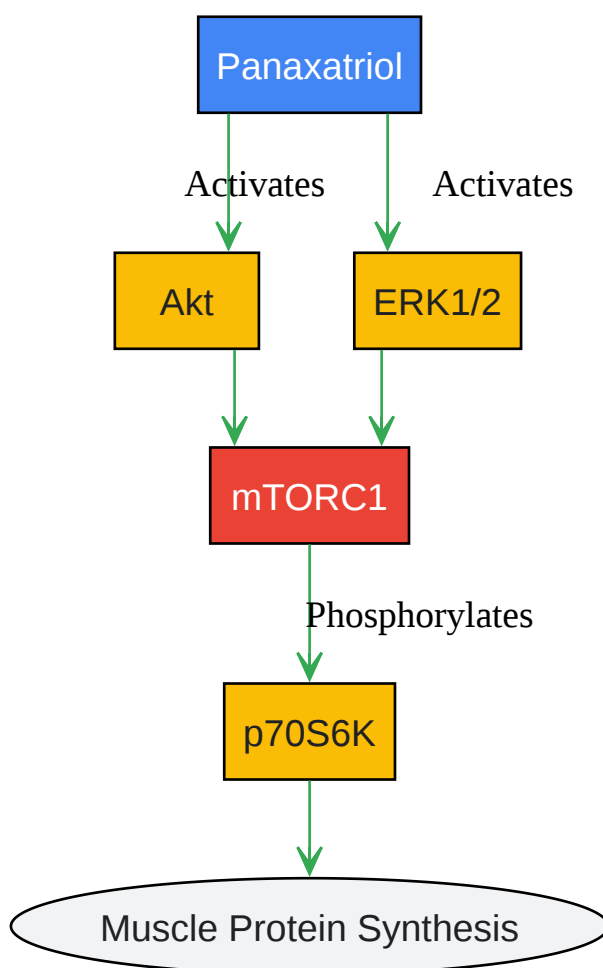 Panaxatriol
Activates
Activates
Akt
ERK1/2
mTORC1
Phosphorylates
p70S6K
Muscle Protein Synthesis